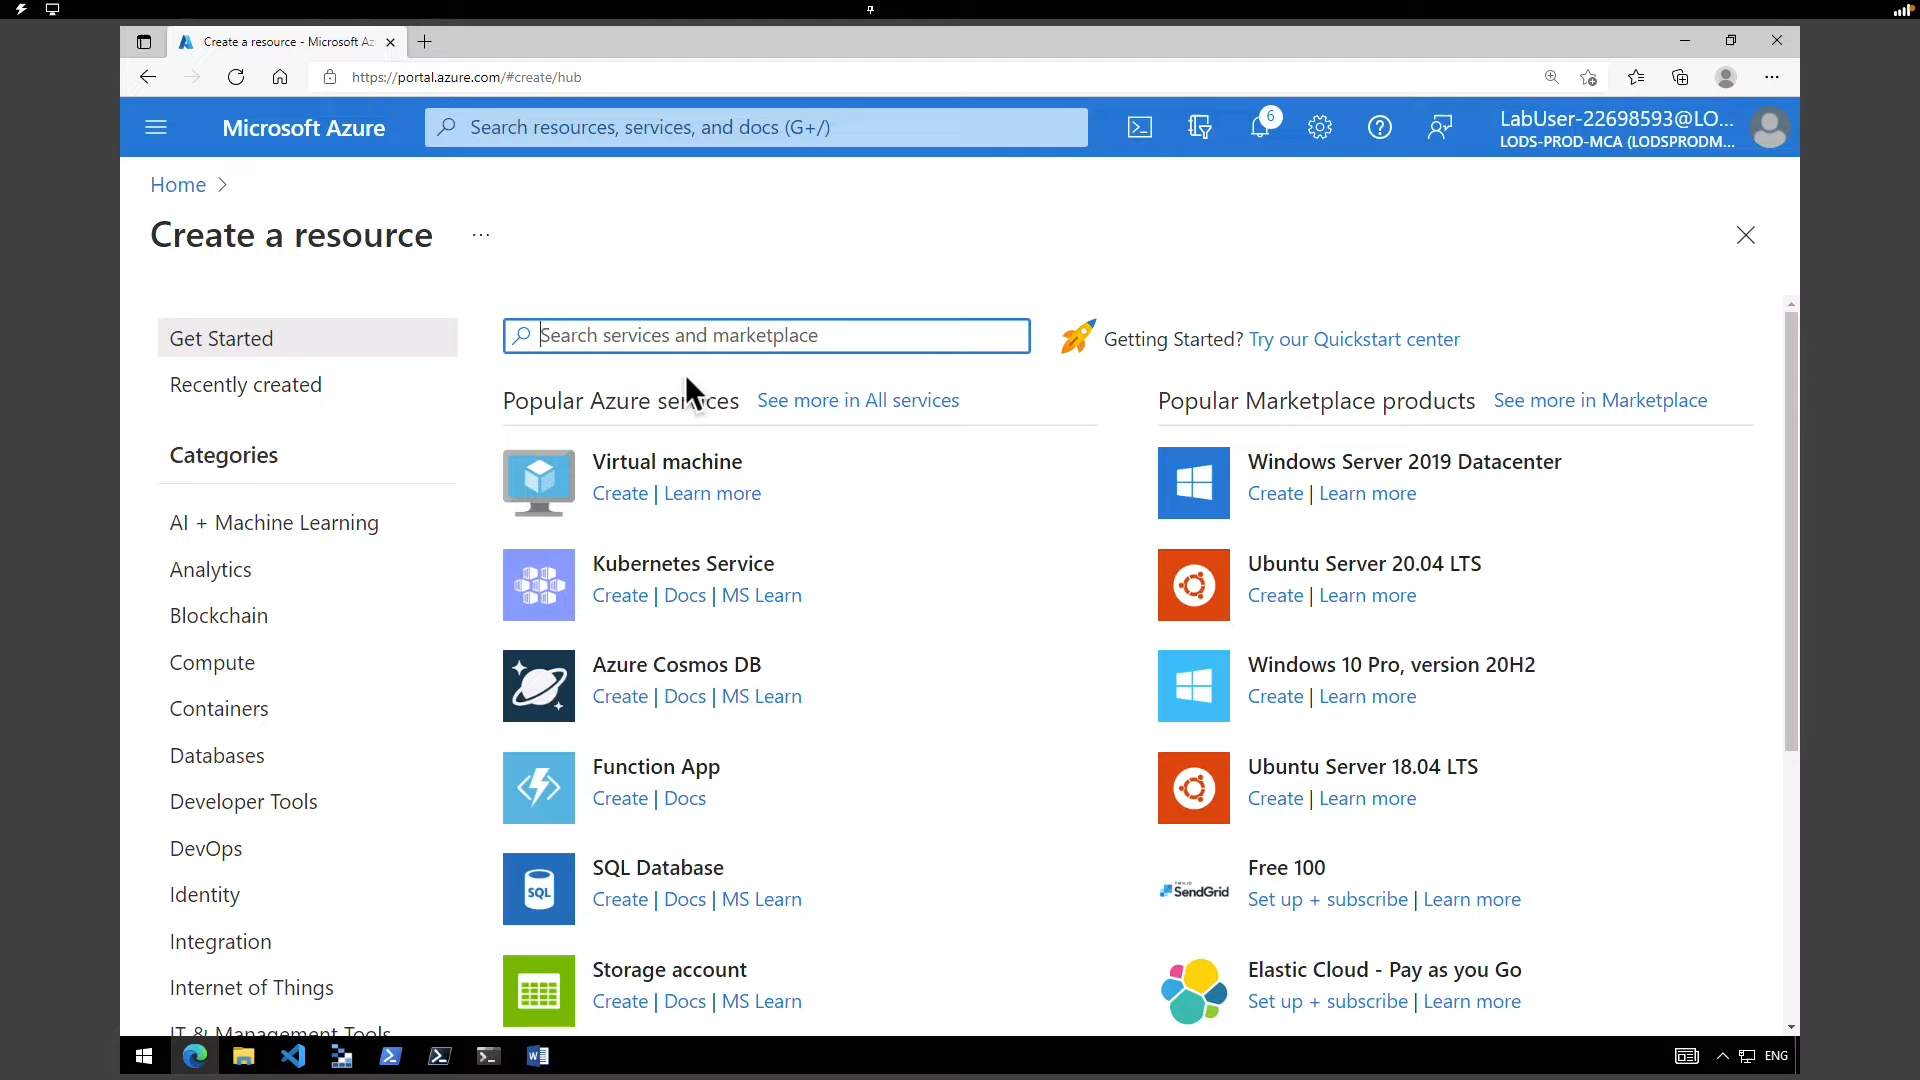 Create a resource - Microsoft Az
https://portal.azure.com/#create/hub
Microsoft Azure
Search resources, services, and docs (G+/)
6
LabUser-22698593@LO...
LODS-PROD-MCA (LODSPRODM...
Home
Create a resource
...
Get Started
Recently created
Categories
AI + Machine Learning
Analytics
Blockchain
Compute
Containers
Databases
Developer Tools
DevOps
Identity
Integration
Internet of Things
IT & Management Tools
Search services and marketplace
Getting Started? Try our Quickstart center
Popular Azure services See more in All services
Virtual machine
Create | Learn more
Kubernetes Service
Create | Docs | MS Learn
Azure Cosmos DB
Create | Docs | MS Learn
Function App
Create | Docs
SQL
SQL Database
Create | Docs | MS Learn
Storage account
Create | Docs | MS Learn
Popular Marketplace products See more in Marketplace
Windows Server 2019 Datacenter
Create | Learn more
Ubuntu Server 20.04 LTS
Create | Learn more
Windows 10 Pro, version 20H2
Create | Learn more
Ubuntu Server 18.04 LTS
Create | Learn more
TWILIO
SendGrid
Free 100
Set up + subscribe | Learn more
Elastic Cloud - Pay as you Go
Set up + subscribe | Learn more
ENG